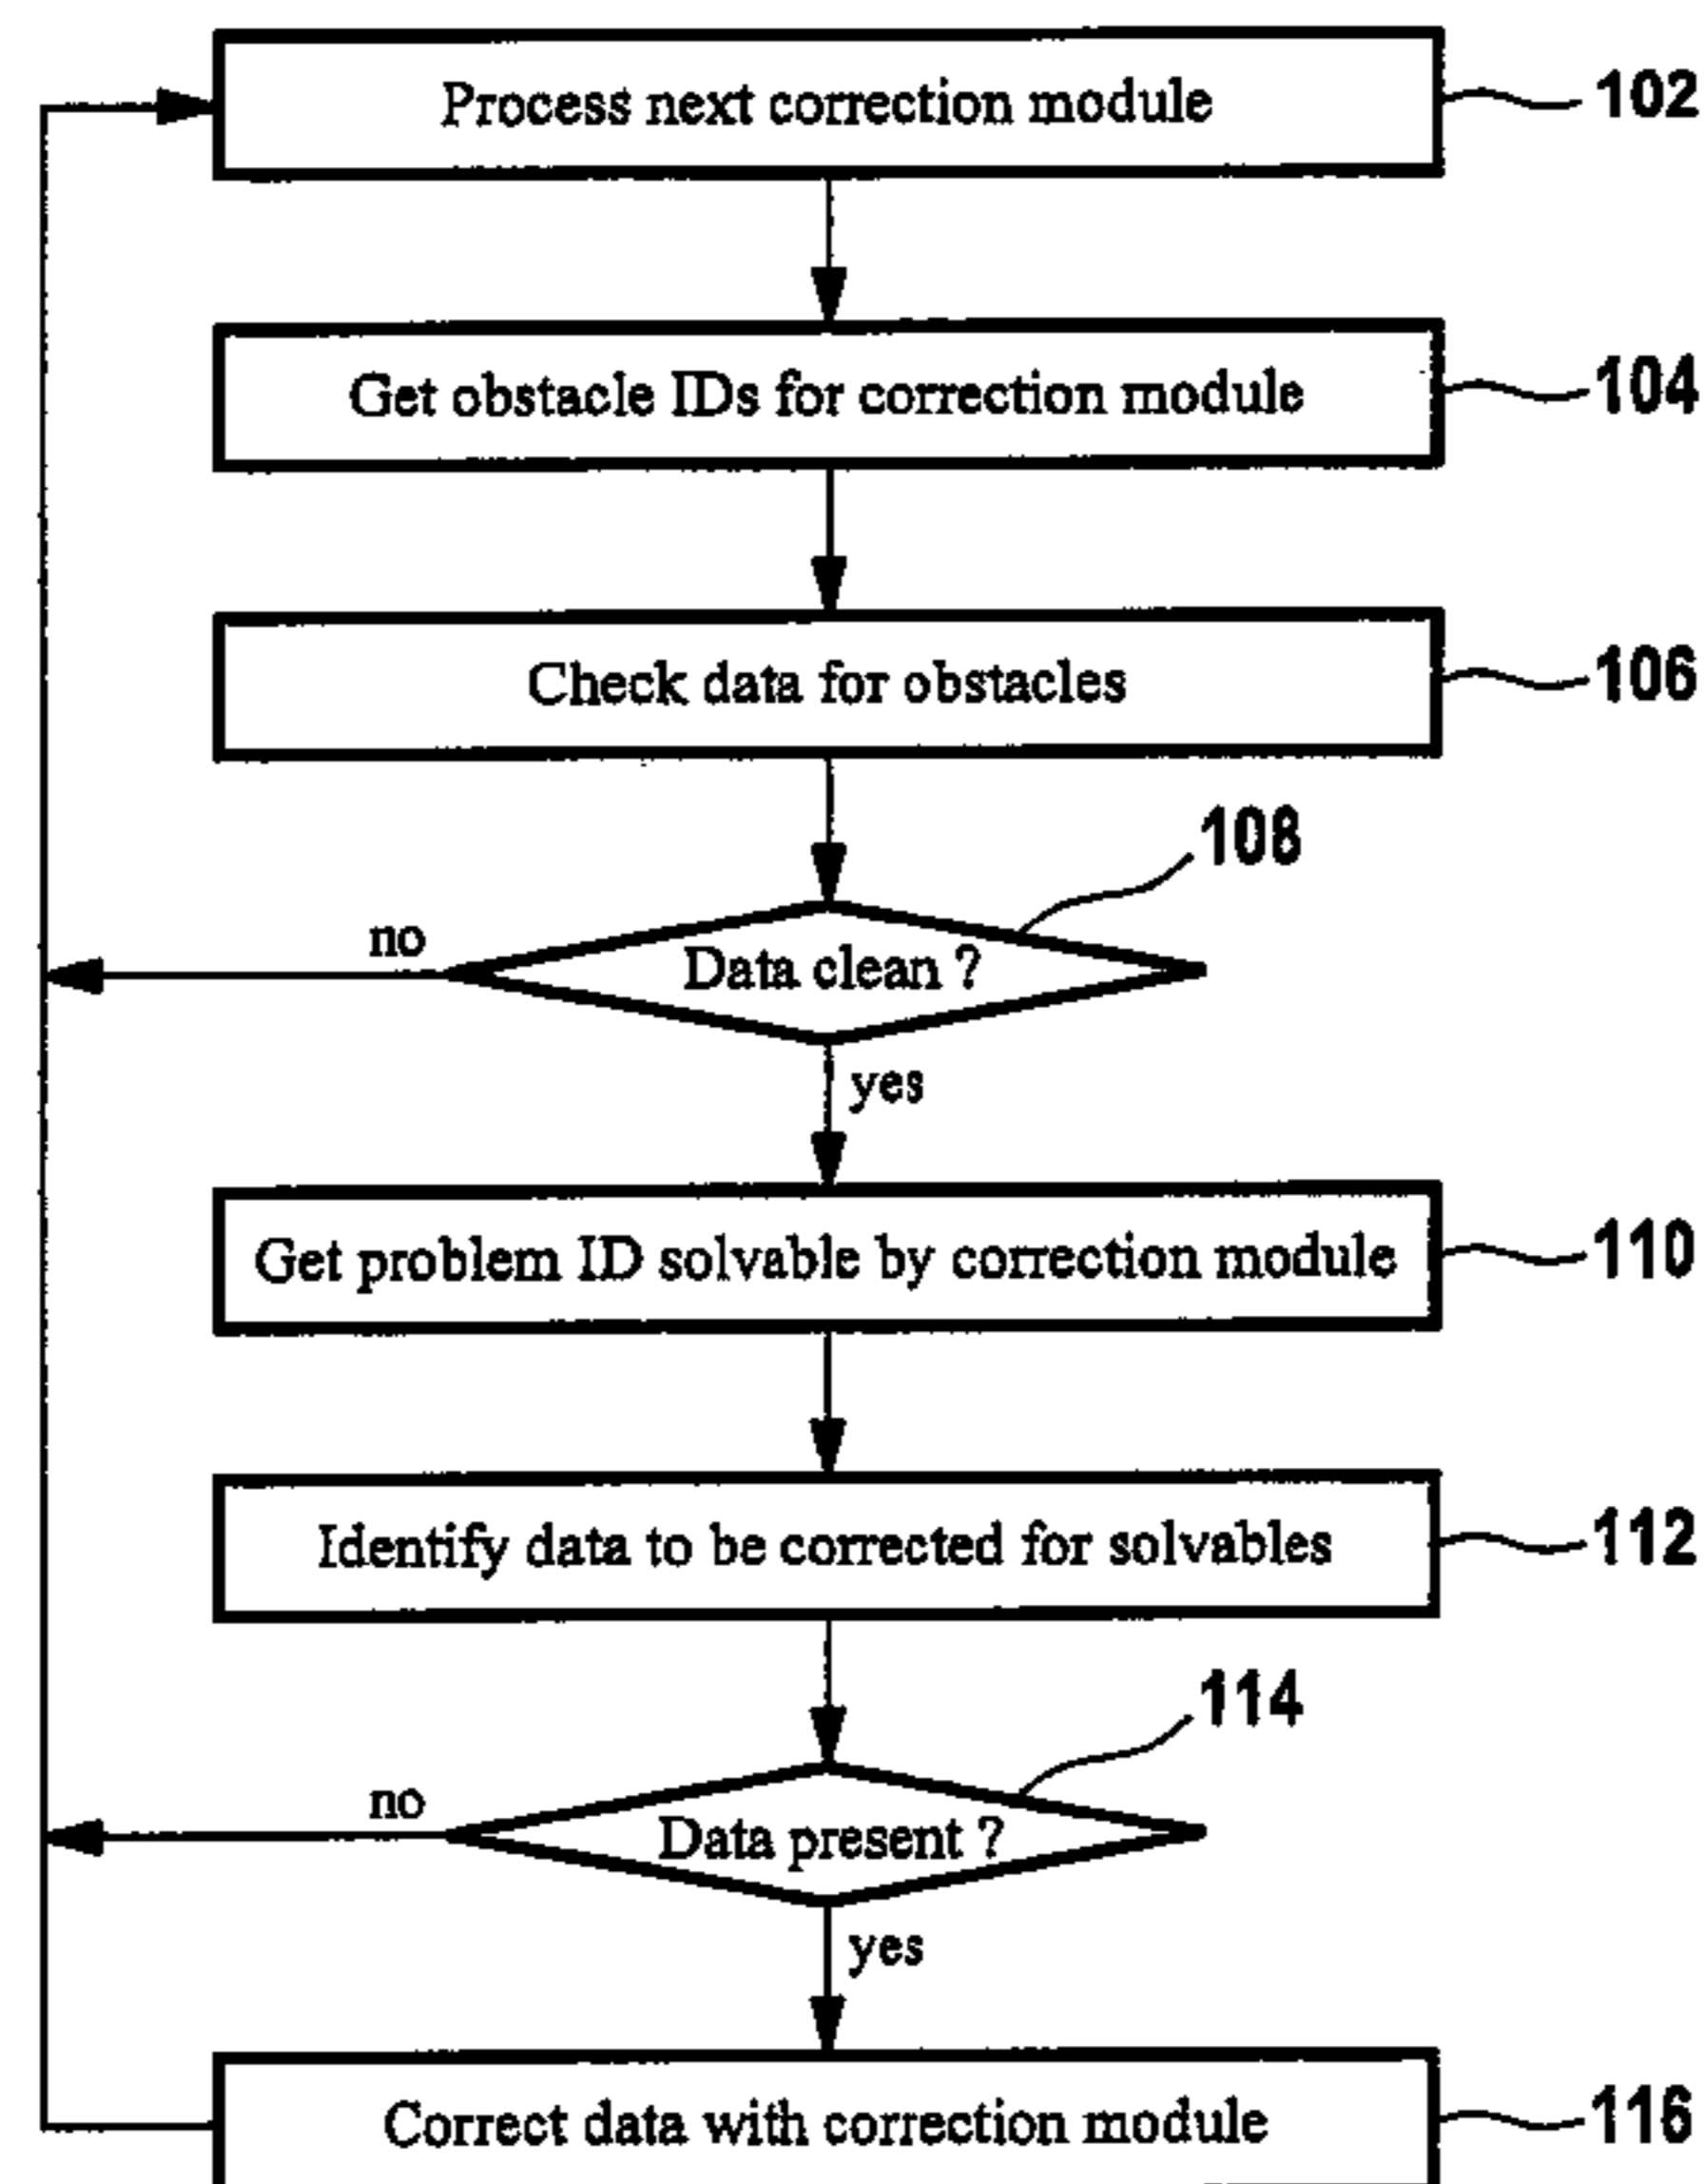 Process next correction module
102
Get obstacle IDs for correction module
104
Check data for obstacles
106
108
no
Data clean ?
yes
Get problem ID solvable by correction module
110
Identify data to be corrected for solvables
112
114
no
Data present ?
yes
Correct data with correction module
116